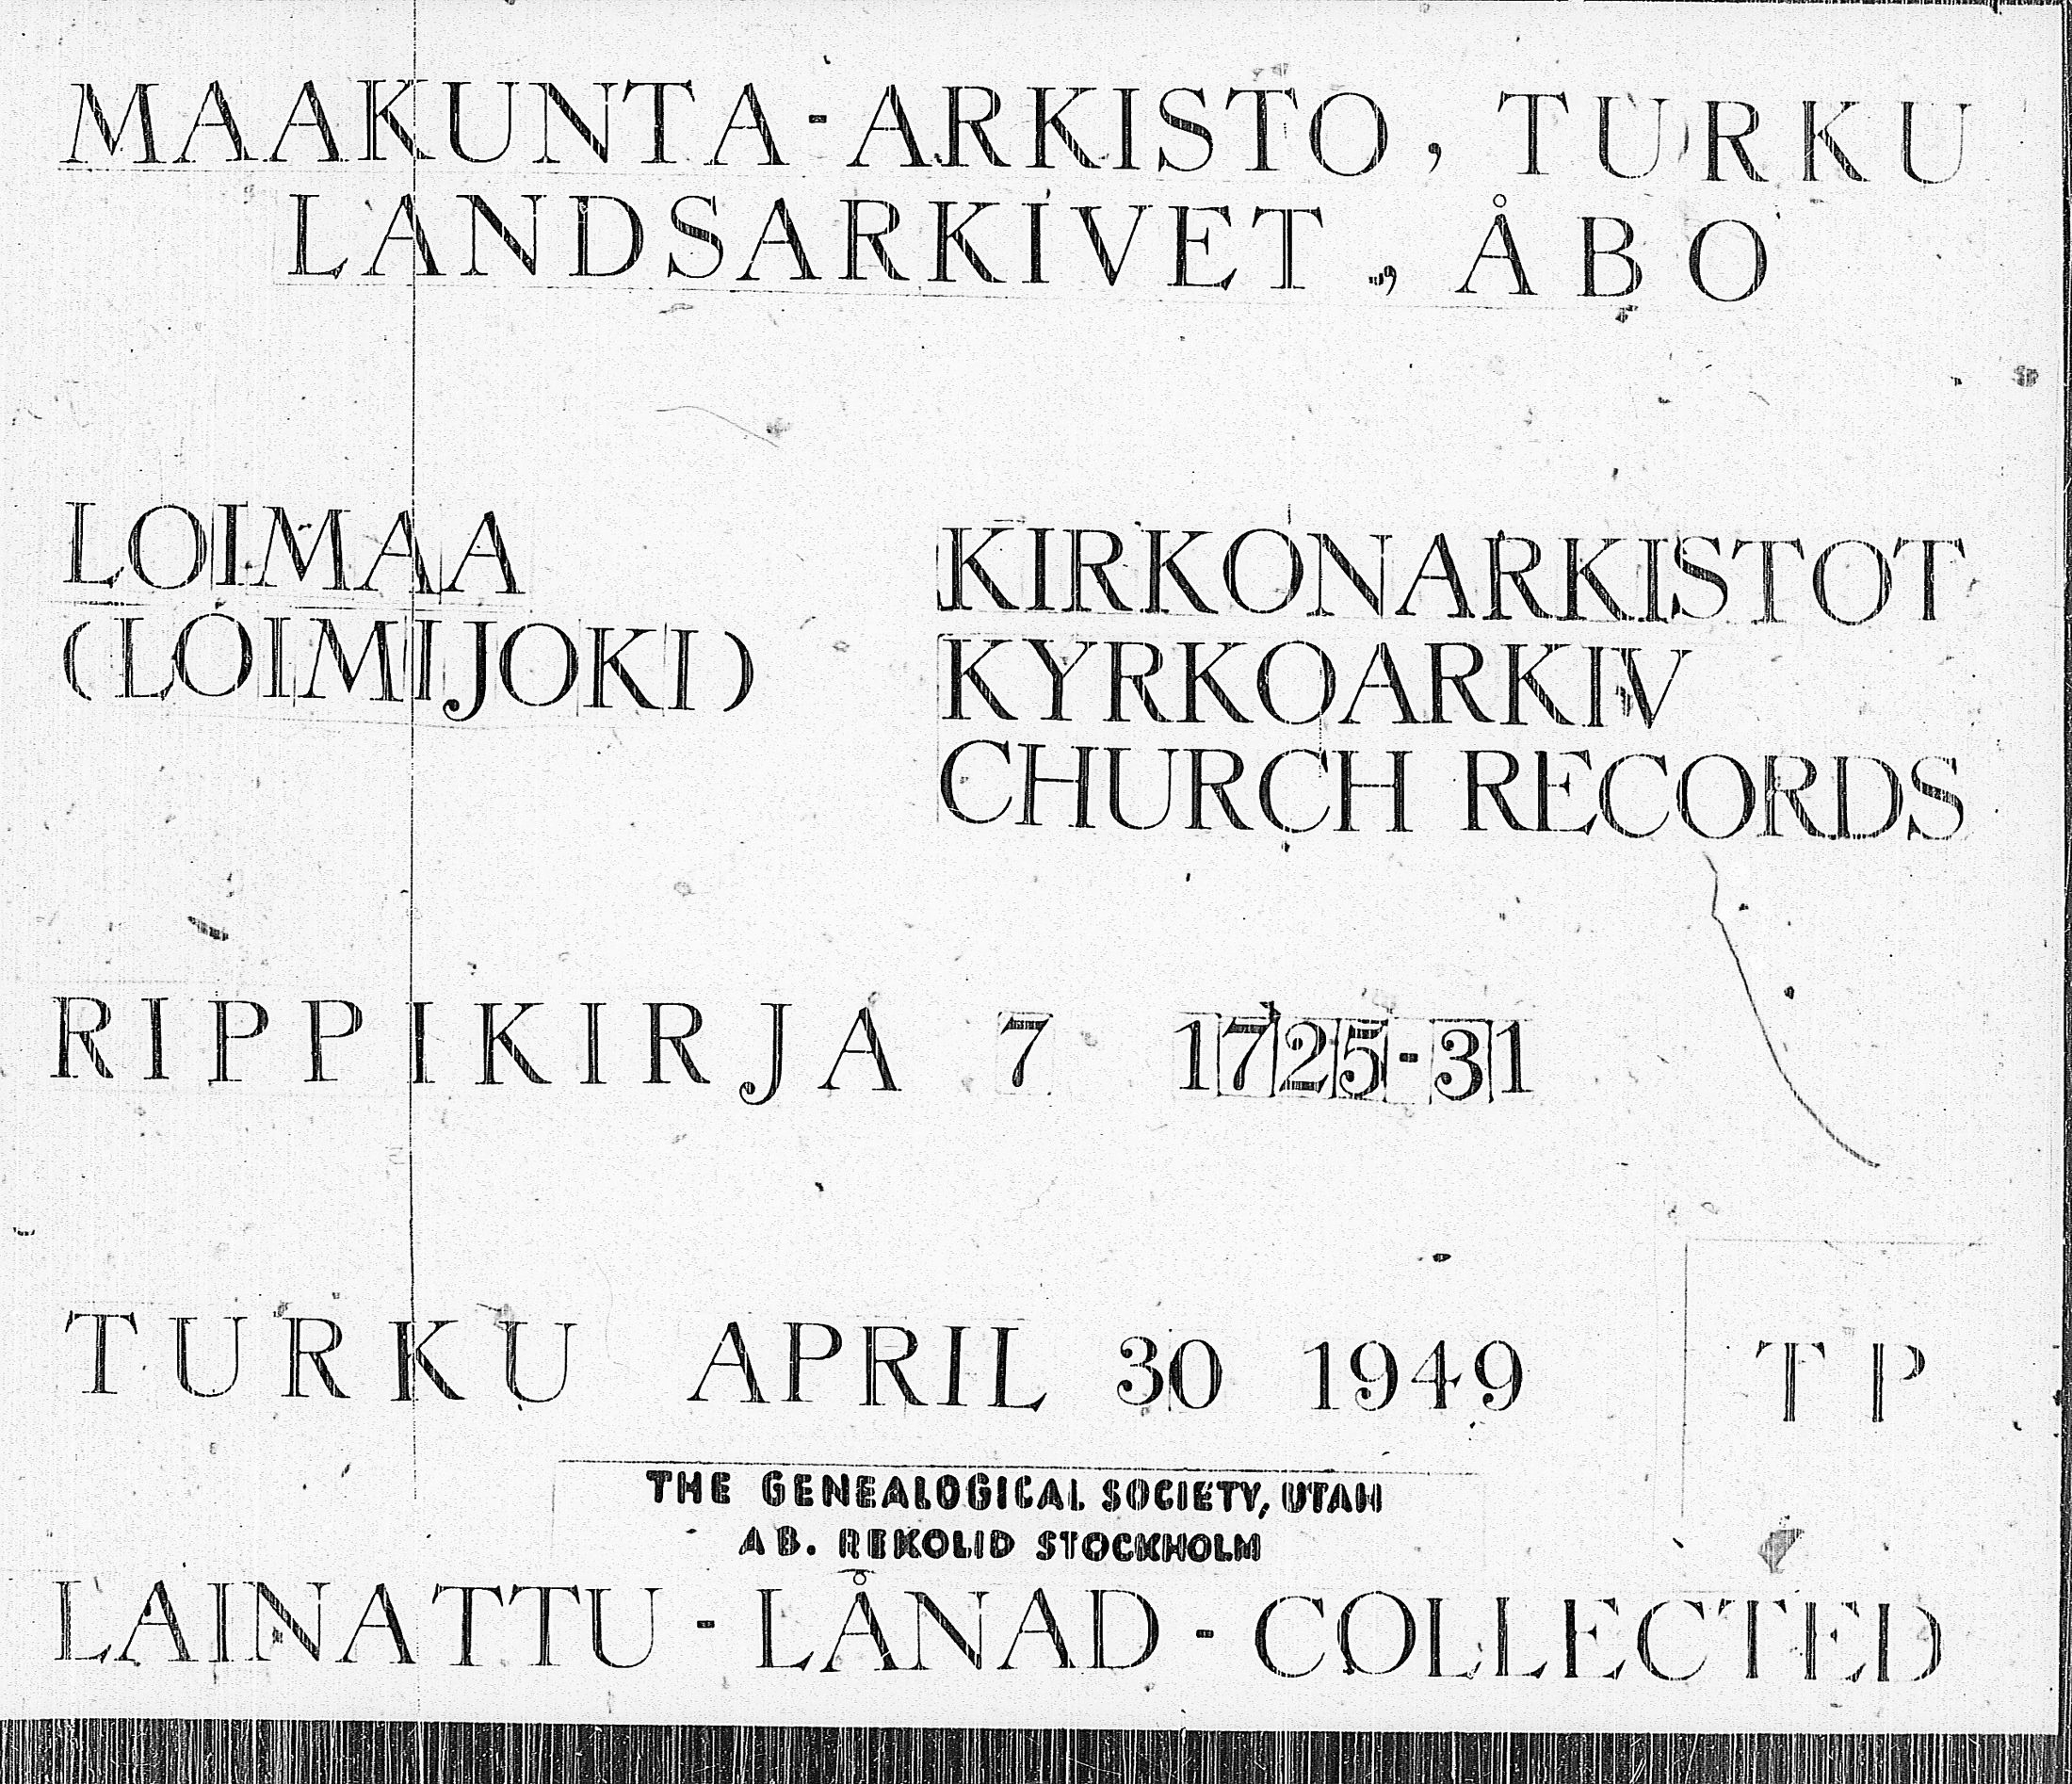 MAAKUNTA-ARKISTO, TURKU
LANDSARKIVET, ÅBO
LOIMAA
(LOIMIJOKI)
KIRKONARKISTOT
KYRKOARKIV
CHURCH RECORDS
RIPPIKIRJA 7 1725-31
TURKU APRIL 30 1949 TP
THE GENEALOGICAL SOCIETY, UTAH
AB. REKOLID STOCKHOLM
LAINATTU - LÅNAD - COLLECTED